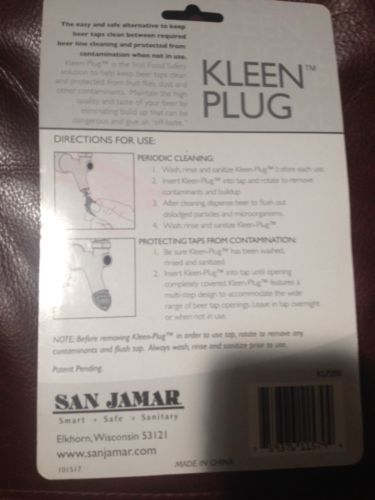 The easy and safe alternative to keep
beer taps clean between required
beer line cleaning and protected from
contamination when not in use.
Kleen-Plug™ is the first Food Safety
solution to help keep beer taps clean
and protected from fruit flies, dust and
other contaminants. Maintain the high
quality and taste of your beer by
eliminating build up that can be
dangerous and give an "off-taste."
KLEEN™
PLUG
DIRECTIONS FOR USE:
PERIODIC CLEANING:
1. Wash, rinse and sanitize Kleen-Plug™ before each use.
2. Insert Kleen-Plug™ into tap and rotate to remove
contaminants and buildup.
3. After cleaning, dispense beer to flush out
dislodged particles and microorganisms.
4. Wash, rinse and sanitize Kleen-Plug™.
PROTECTING TAPS FROM CONTAMINATION:
1. Be sure Kleen-Plug™ has been washed,
rinsed and sanitized.
2. Insert Kleen-Plug™ into tap until opening
completely covered. Kleen-Plug™ features a
multi-step design to accommodate the wide
range of beer tap openings. Leave in tap overnight
or when not in use.
NOTE: Before removing Kleen-Plug™ in order to use tap, rotate to remove any
contaminants and flush tap. Always wash, rinse and sanitize prior to use.
Patent Pending.
SAN JAMAR
Smart • Safe • Sanitary
Elkhorn, Wisconsin 53121
www.sanjamar.com
101517
MADE IN CHINA